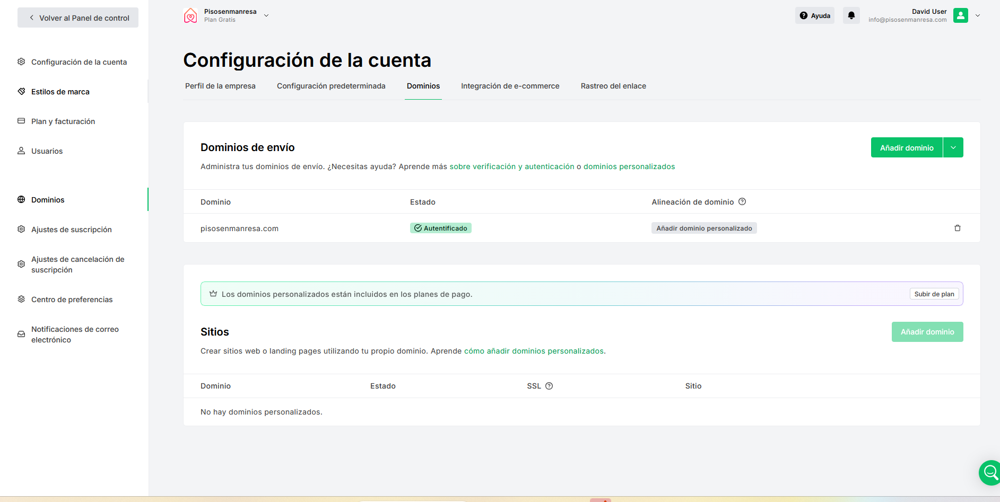 Volver al Panel de control
Pisosenmanresa
Plan Gratis
Ayuda
David User
info@pisosenmanresa.com
Configuración de la cuenta
Estilos de marca
Plan y facturación
Usuarios
Dominios
Ajustes de suscripción
Ajustes de cancelación de
suscripción
Centro de preferencias
Notificaciones de correo
electrónico
Configuración de la cuenta
Perfil de la empresa
Configuración predeterminada
Dominios
Integración de e-commerce
Rastreo del enlace
Dominios de envío
Añadir dominio
Administra tus dominios de envío. ¿Necesitas ayuda? Aprende más sobre verificación y autenticación o dominios personalizados
Dominio
Estado
Alineación de dominio
pisosenmanresa.com
Autentificado
Añadir dominio personalizado
Los dominios personalizados están incluidos en los planes de pago.
Subir de plan
Sitios
Añadir dominio
Crear sitios web o landing pages utilizando tu propio dominio. Aprende cómo añadir dominios personalizados.
Dominio
Estado
SSL
Sitio
No hay dominios personalizados.